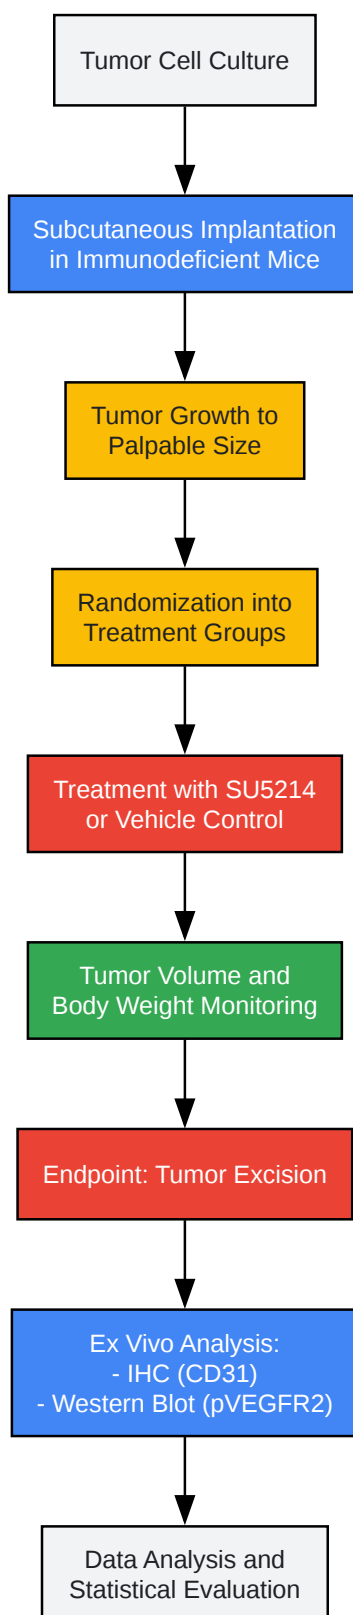 Tumor Cell Culture
Subcutaneous Implantation
in Immunodeficient Mice
Tumor Growth to
Palpable Size
Randomization into
Treatment Groups
Treatment with SU5214
or Vehicle Control
Tumor Volume and
Body Weight Monitoring
Endpoint: Tumor Excision
Ex Vivo Analysis:
- IHC (CD31)
- Western Blot (pVEGFR2)
Data Analysis and
Statistical Evaluation